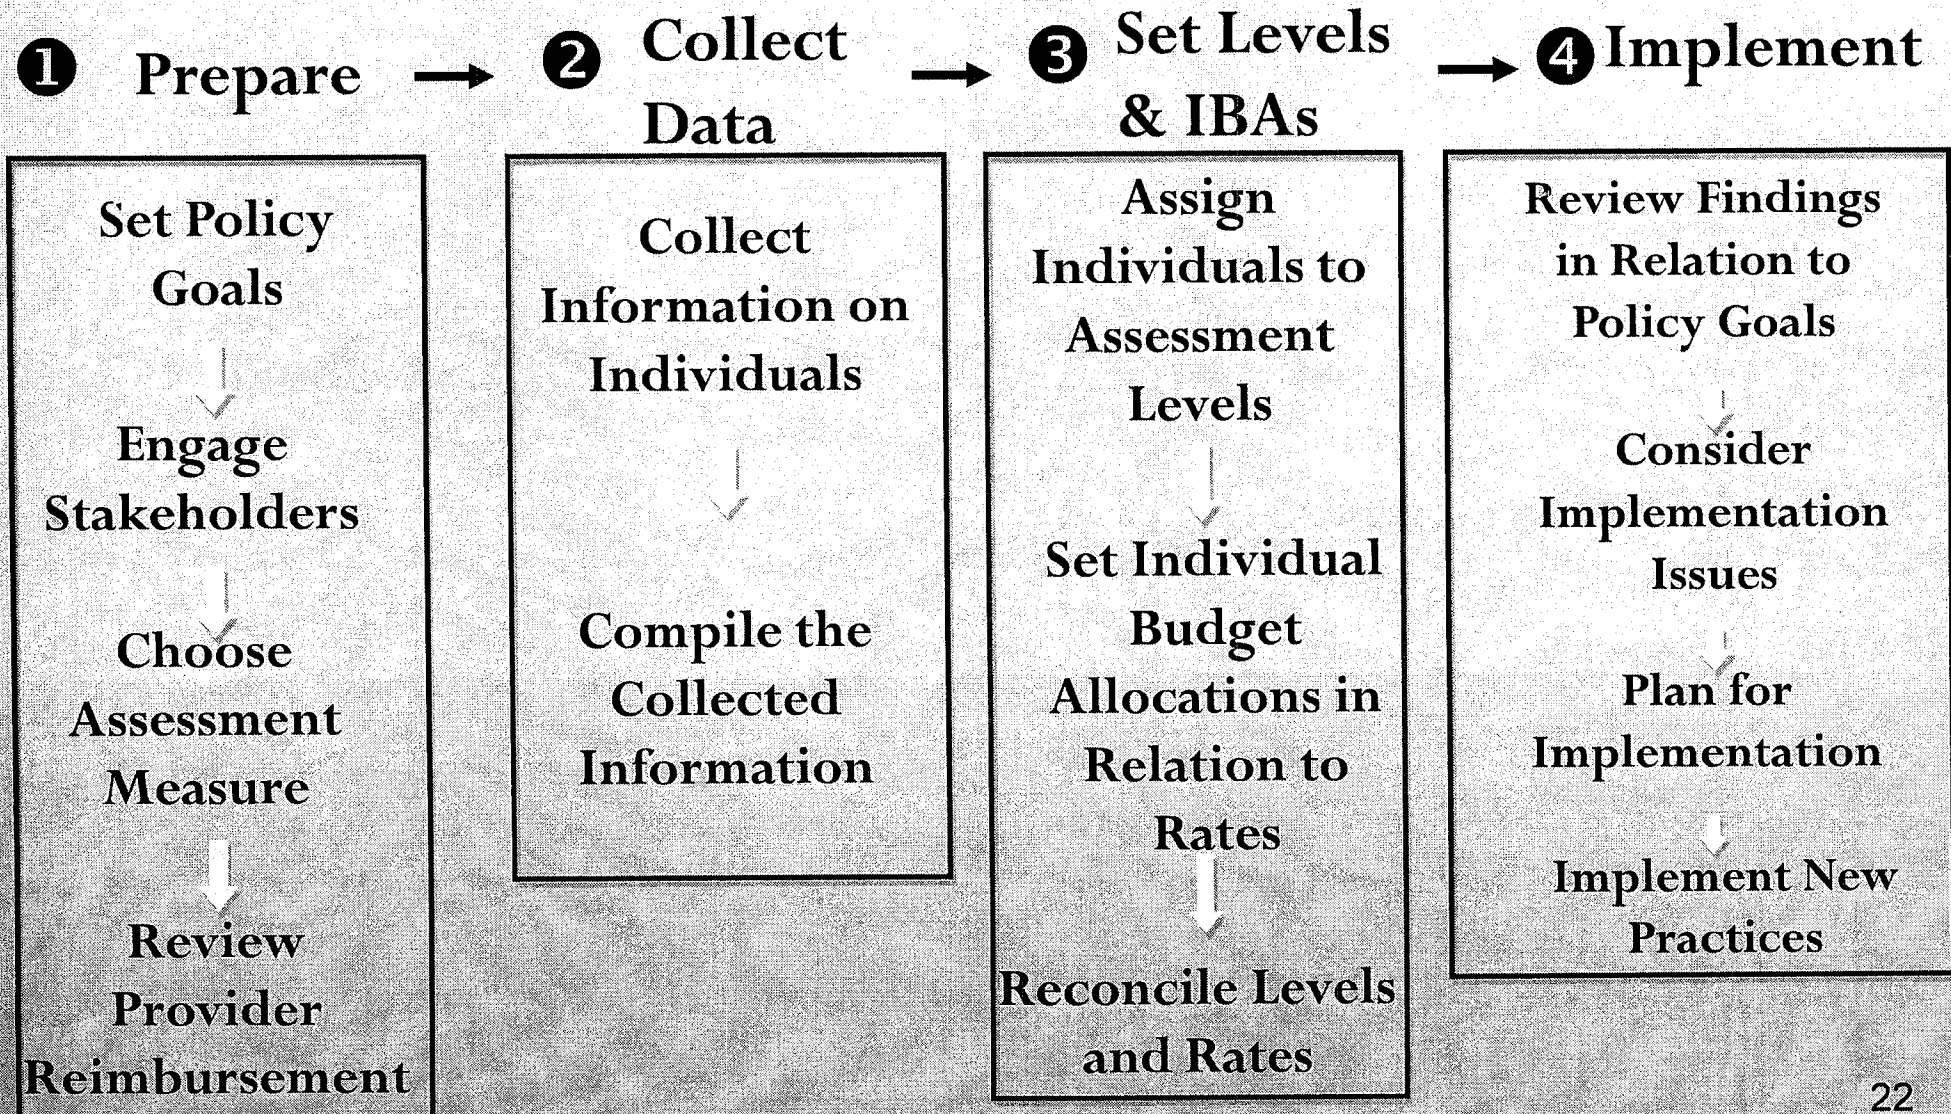 ❶ Prepare
❷ Collect
Data
❸ Set Levels
& IBAs
❹ Implement
Set Policy
Goals
Engage
Stakeholders
Choose
Assessment
Measure
Review
Provider
Reimbursement
Collect
Information on
Individuals
Compile the
Collected
Information
Assign
Individuals to
Assessment
Levels
Set Individual
Budget
Allocations in
Relation to
Rates
Reconcile Levels
and Rates
Review Findings
in Relation to
Policy Goals
Consider
Implementation
Issues
Plan for
Implementation
Implement New
Practices
22